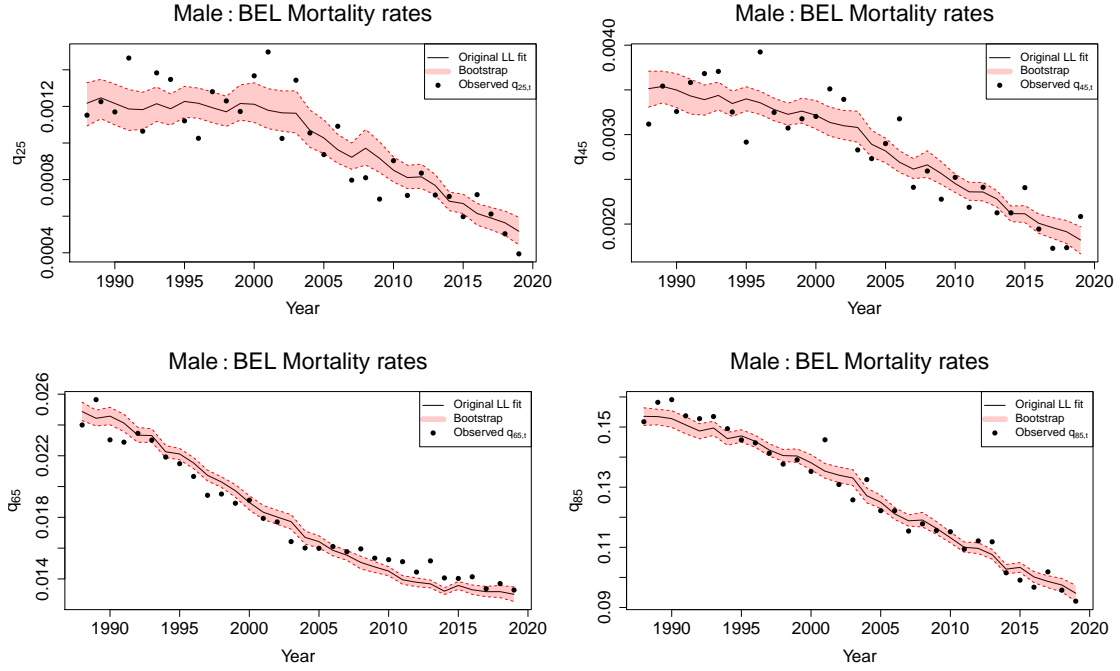 Male : BEL Mortality rates
q25
0.0004 0.0008 0.0012
Original LL fit
Bootstrap
Observed q25,t
1990 1995 2000 2005 2010 2015 2020
Year
Male : BEL Mortality rates
q45
0.0020 0.0030 0.0040
Original LL fit
Bootstrap
Observed q45,t
1990 1995 2000 2005 2010 2015 2020
Year
Male : BEL Mortality rates
q65
0.014 0.018 0.022 0.026
Original LL fit
Bootstrap
Observed q65,t
1990 1995 2000 2005 2010 2015 2020
Year
Male : BEL Mortality rates
q85
0.09 0.11 0.13 0.15
Original LL fit
Bootstrap
Observed q85,t
1990 1995 2000 2005 2010 2015 2020
Year